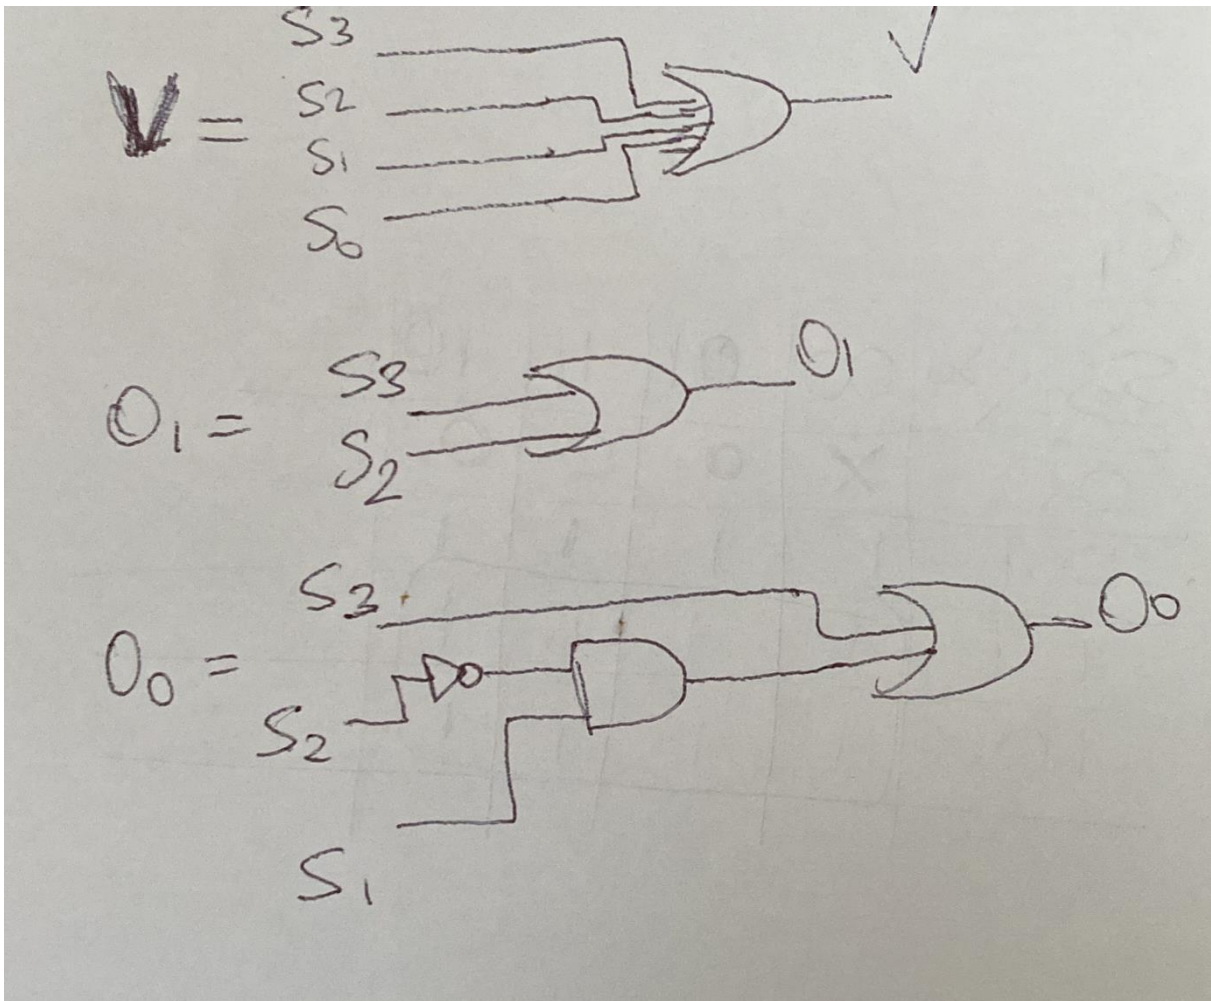 S3
V
V =
S2
S1
S0
S3
O1
O1 =
S2
S3
O0
O0 =
S2
S1